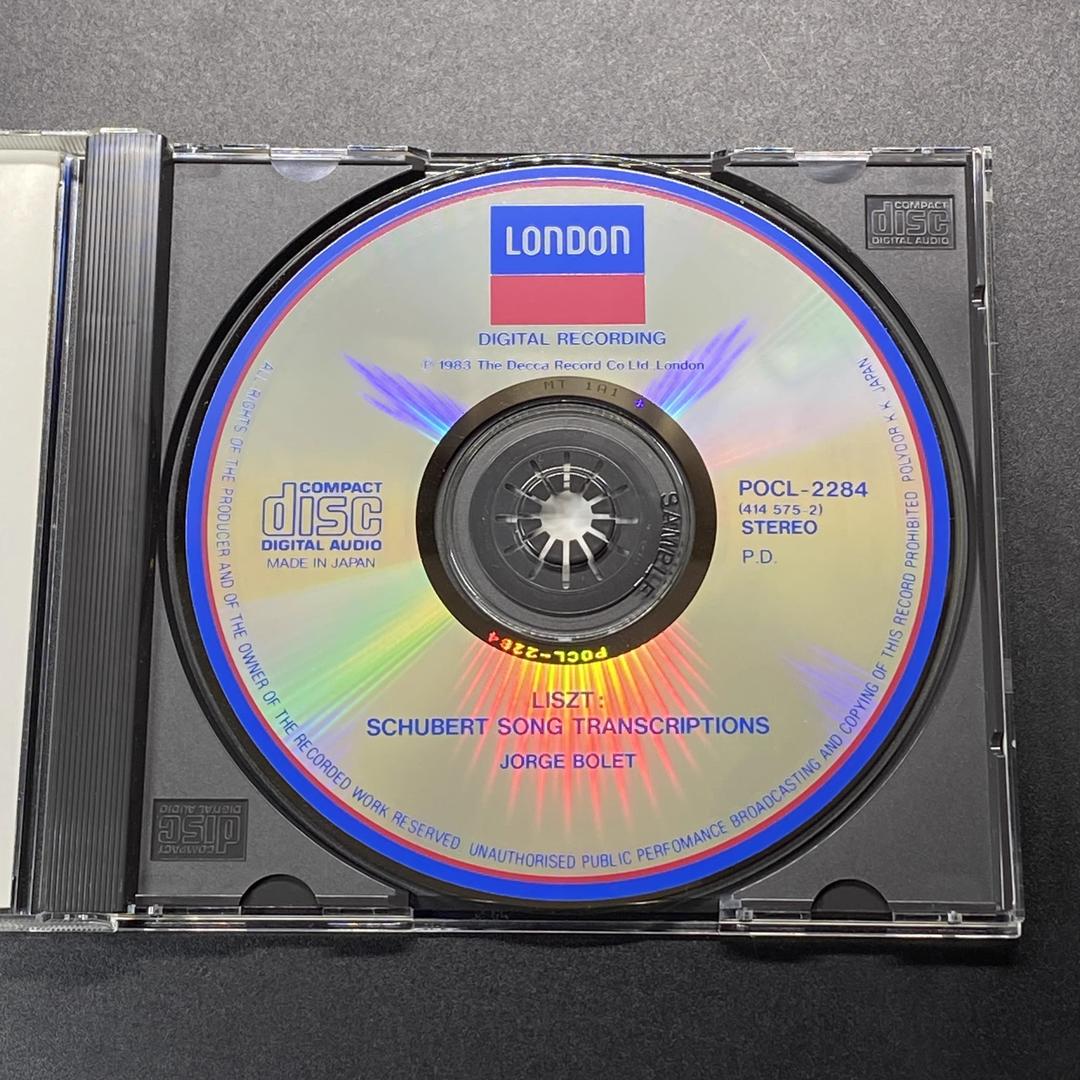 LONDON
DIGITAL RECORDING
℗ 1983 The Decca Record Co Ltd London
MT 1A1
COMPACT
disc
DIGITAL AUDIO
MADE IN JAPAN
POCL-2284
(414 575-2)
STEREO
P.D.
SAMPLE
POCL-2284
LISZT:
SCHUBERT SONG TRANSCRIPTIONS
JORGE BOLET
ALL RIGHTS OF THE PRODUCER AND OF THE OWNER OF THE RECORDED WORK RESERVED UNAUTHORISED PUBLIC PERFOMANCE BROADCASTING AND COPYING OF THIS RECORD PROHIBITED POLYDOR K.K. JAPAN
COMPACT
disc
DIGITAL AUDIO
COMPACT
disc
DIGITAL AUDIO